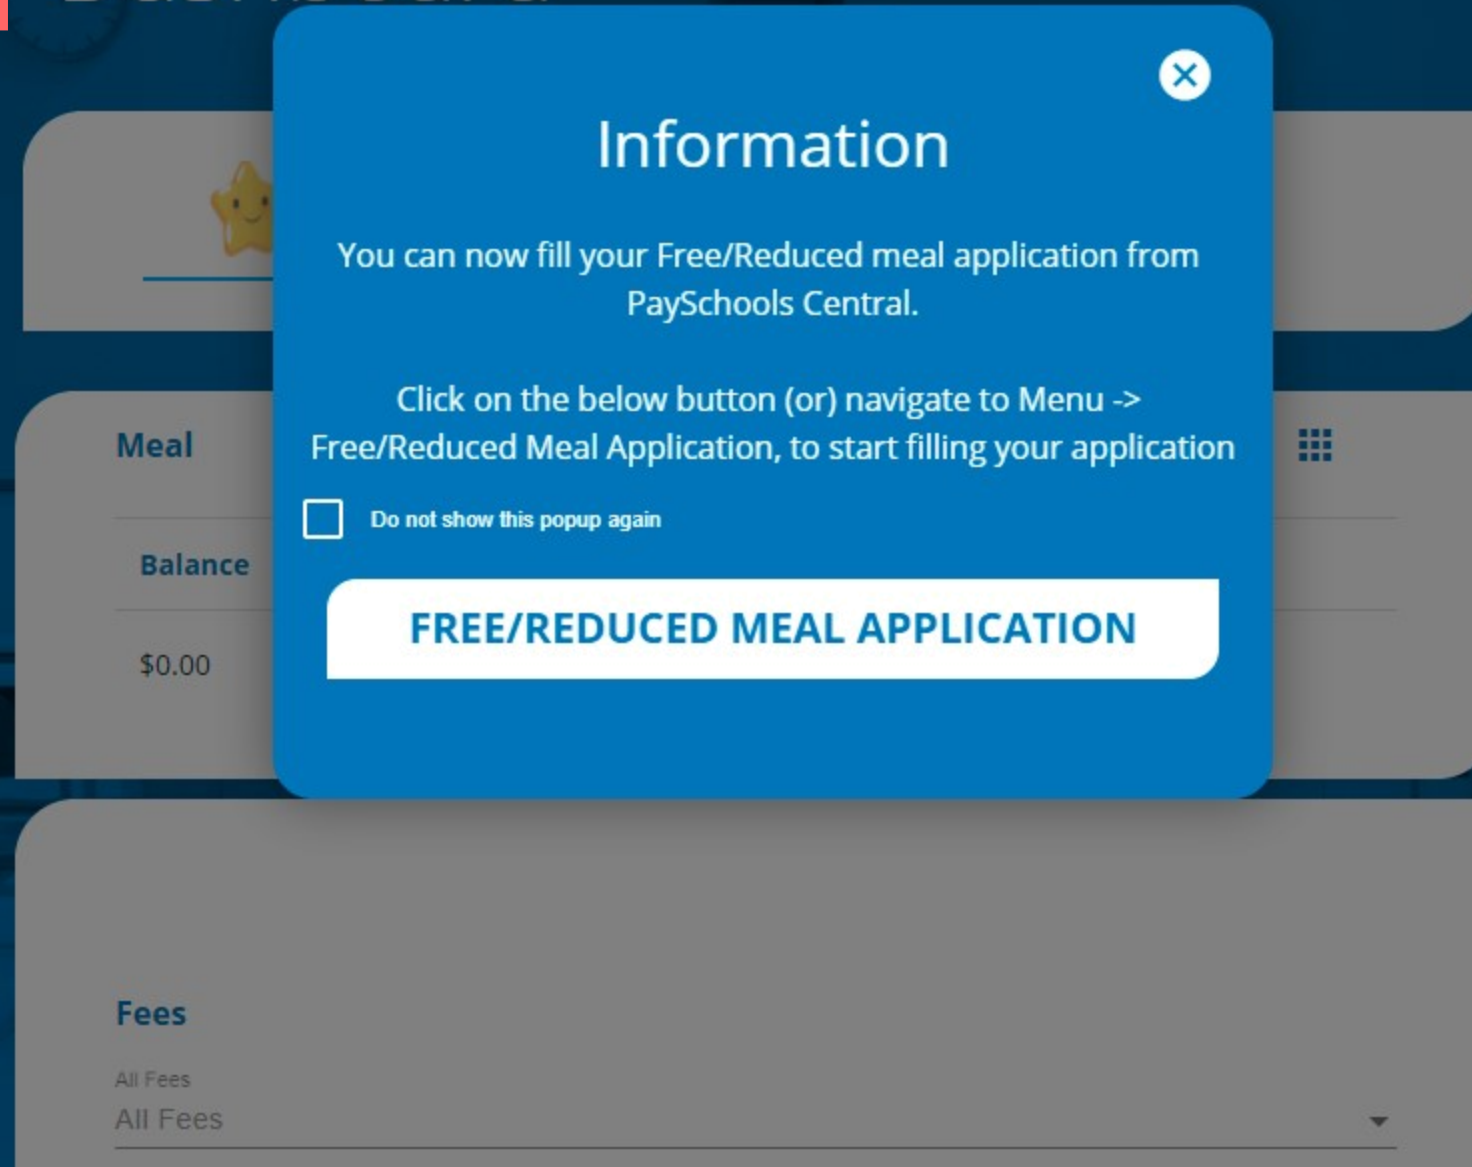 Information
You can now fill your Free/Reduced meal application from
PaySchools Central.
Click on the below button (or) navigate to Menu ->
Free/Reduced Meal Application, to start filling your application
Do not show this popup again
FREE/REDUCED MEAL APPLICATION
Meal
Balance
$0.00
Fees
All Fees
All Fees